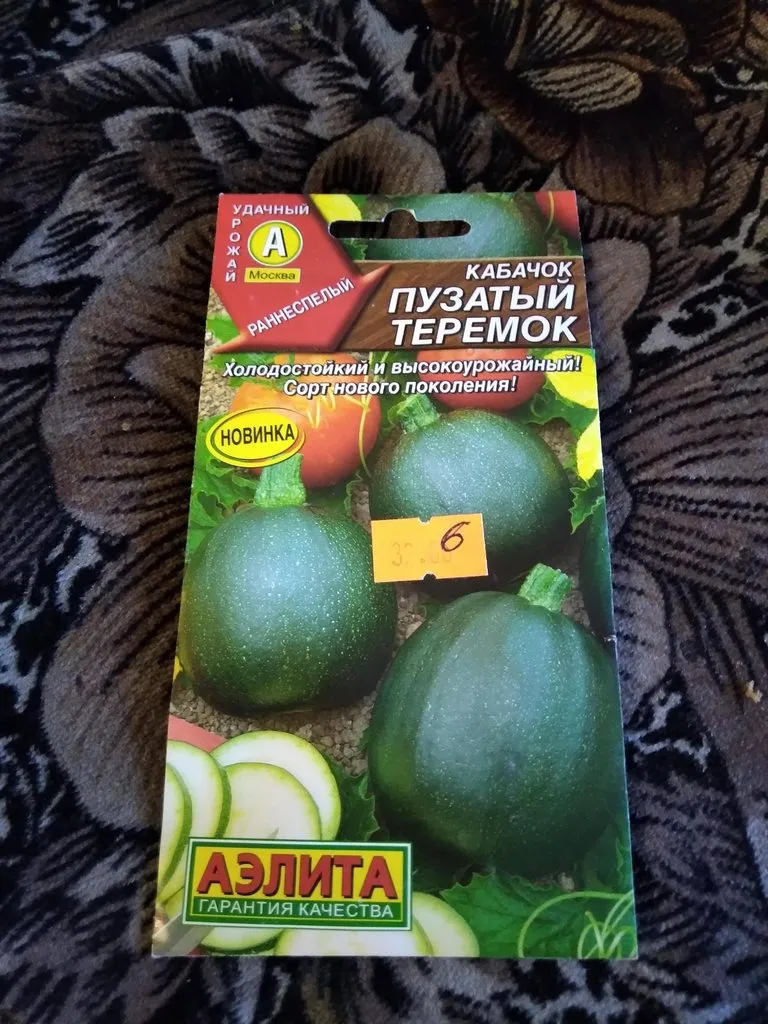 УДАЧНЫЙ
УРОЖАЙ
А
Москва
РАННЕСПЕЛЫЙ
КАБАЧОК
ПУЗАТЫЙ
ТЕРЕМОК
Холодостойкий и высокоурожайный!
Сорт нового поколения!
НОВИНКА
6
АЭЛИТА
ГАРАНТИЯ КАЧЕСТВА